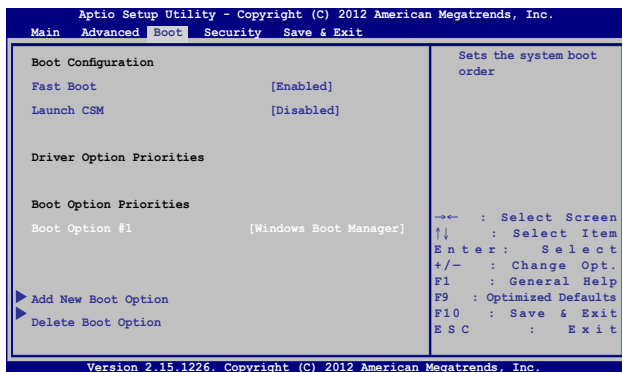 Aptio Setup Utility - Copyright (C) 2012 American Megatrends, Inc.
Main Advanced Boot Security Save & Exit
Boot Configuration
Fast Boot [Enabled]
Launch CSM [Disabled]
Driver Option Priorities
Boot Option Priorities
Boot Option #1 [Windows Boot Manager]
Add New Boot Option
Delete Boot Option
Sets the system boot
order
→← : Select Screen
↑↓ : Select Item
Enter: Select
+/— : Change Opt.
F1 : General Help
F9 : Optimized Defaults
F10 : Save & Exit
ESC : Exit
Version 2.15.1226. Copyright (C) 2012 American Megatrends, Inc.